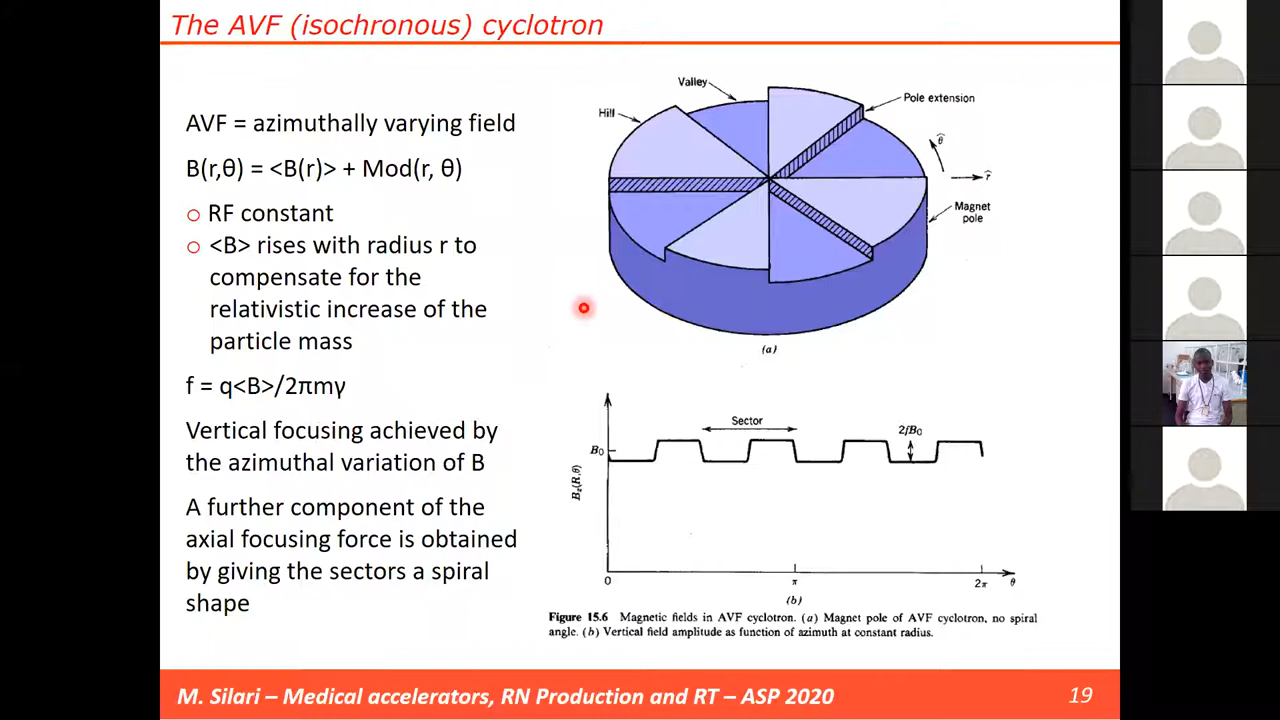 The AVF (isochronous) cyclotron
AVF = azimuthally varying field
B(r,θ) = <B(r)> + Mod(r, θ)
o RF constant
o <B> rises with radius r to
compensate for the
relativistic increase of the
particle mass
f = q<B>/2πmγ
Vertical focusing achieved by
the azimuthal variation of B
A further component of the
axial focusing force is obtained
by giving the sectors a spiral
shape
Valley
Hill
Pole extension
θ̂
r̂
Magnet
pole
(a)
Sector
2fB₀
B₀
B_z(R,θ)
0
π
2π
θ
(b)
Figure 15.6 Magnetic fields in AVF cyclotron. (a) Magnet pole of AVF cyclotron, no spiral
angle. (b) Vertical field amplitude as function of azimuth at constant radius.
M. Silari – Medical accelerators, RN Production and RT – ASP 2020
19